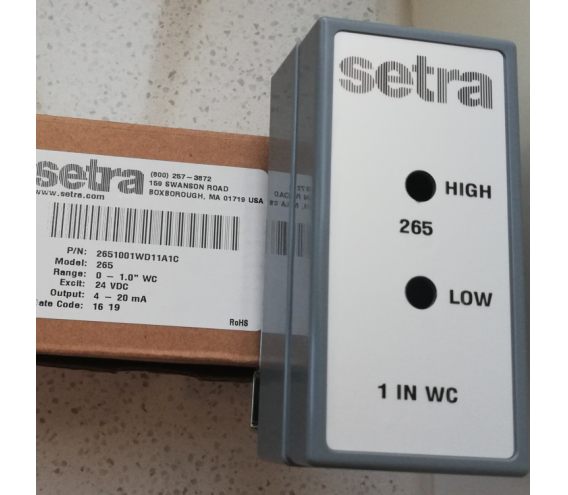 setra
(800) 257-3872
159 SWANSON ROAD
BOXBOROUGH, MA 01719 USA
www.setra.com
P/N: 2651001WD11A1C
Model: 265
Range: 0 - 1.0" WC
Excit: 24 VDC
Output: 4 - 20 mA
ate Code: 16 19
RoHS
setra
HIGH
265
LOW
1 IN WC